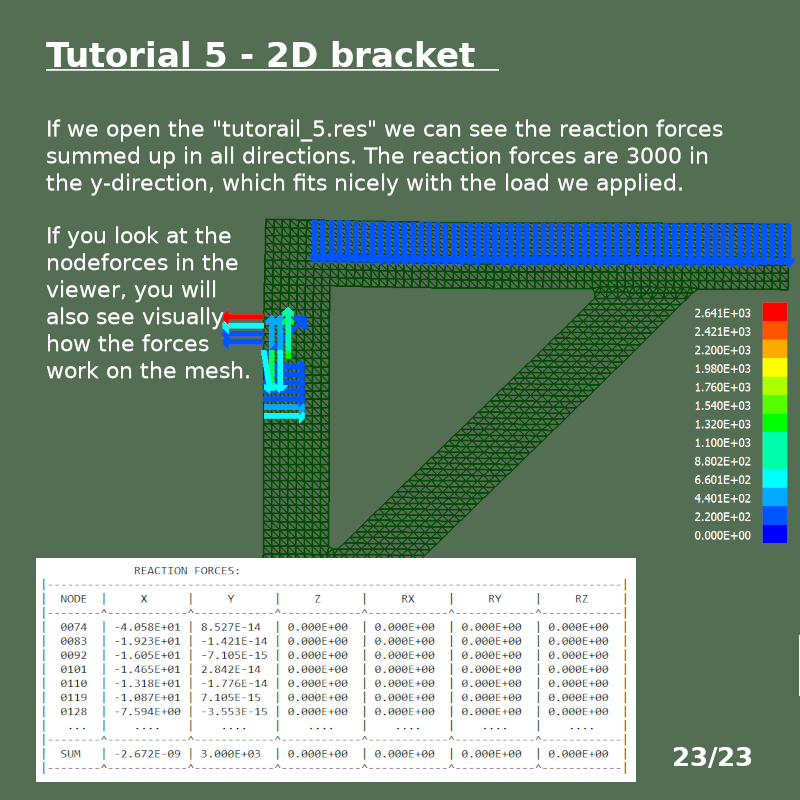 Tutorial 5 - 2D bracket
If we open the "tutorail_5.res" we can see the reaction forces
summed up in all directions. The reaction forces are 3000 in
the y-direction, which fits nicely with the load we applied.
If you look at the
nodeforces in the
viewer, you will
also see visually
how the forces
work on the mesh.
2.641E+03
2.421E+03
2.200E+03
1.980E+03
1.760E+03
1.540E+03
1.320E+03
1.100E+03
8.802E+02
6.601E+02
4.401E+02
2.200E+02
0.000E+00
REACTION FORCES:
|-----------------------------------------------------------------------|
| NODE | X | Y | Z | RX | RY | RZ |
|--------^----------^----------^----------^----------^----------^----------|
| 0074 | -4.058E+01 | 8.527E-14 | 0.000E+00 | 0.000E+00 | 0.000E+00 | 0.000E+00 |
| 0083 | -1.923E+01 | -1.421E-14 | 0.000E+00 | 0.000E+00 | 0.000E+00 | 0.000E+00 |
| 0092 | -1.605E+01 | -7.105E-15 | 0.000E+00 | 0.000E+00 | 0.000E+00 | 0.000E+00 |
| 0101 | -1.465E+01 | 2.842E-14 | 0.000E+00 | 0.000E+00 | 0.000E+00 | 0.000E+00 |
| 0110 | -1.318E+01 | -1.776E-14 | 0.000E+00 | 0.000E+00 | 0.000E+00 | 0.000E+00 |
| 0119 | -1.087E+01 | 7.105E-15 | 0.000E+00 | 0.000E+00 | 0.000E+00 | 0.000E+00 |
| 0128 | -7.594E+00 | -3.553E-15 | 0.000E+00 | 0.000E+00 | 0.000E+00 | 0.000E+00 |
| ... | .... | .... | .... | .... | .... | .... |
|--------^----------^----------^----------^----------^----------^----------|
| SUM | -2.672E-09 | 3.000E+03 | 0.000E+00 | 0.000E+00 | 0.000E+00 | 0.000E+00 |
|--------^----------^----------^----------^----------^----------^----------|
23/23